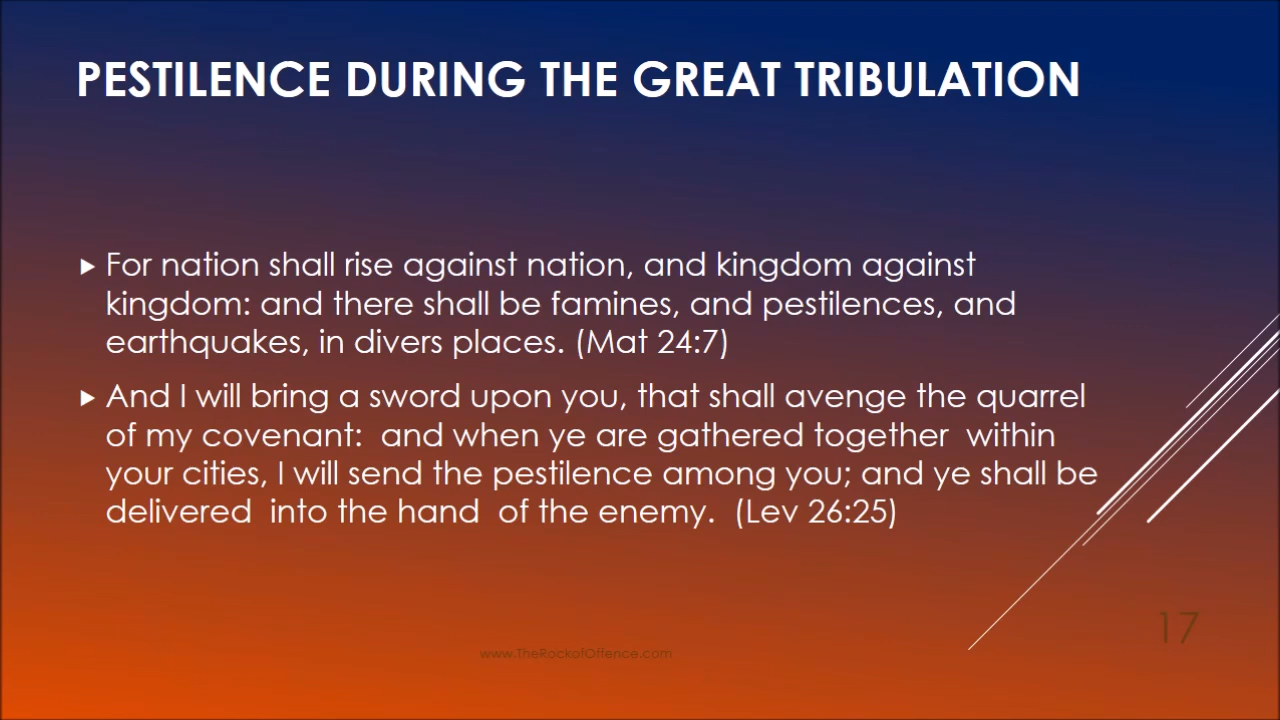 PESTILENCE DURING THE GREAT TRIBULATION
For nation shall rise against nation, and kingdom against
kingdom: and there shall be famines, and pestilences, and
earthquakes, in divers places. (Mat 24:7)
And I will bring a sword upon you, that shall avenge the quarrel
of my covenant:  and when ye are gathered together  within
your cities, I will send the pestilence among you; and ye shall be
delivered  into the hand  of the enemy.  (Lev 26:25)
17
www.TheRockofOffence.com